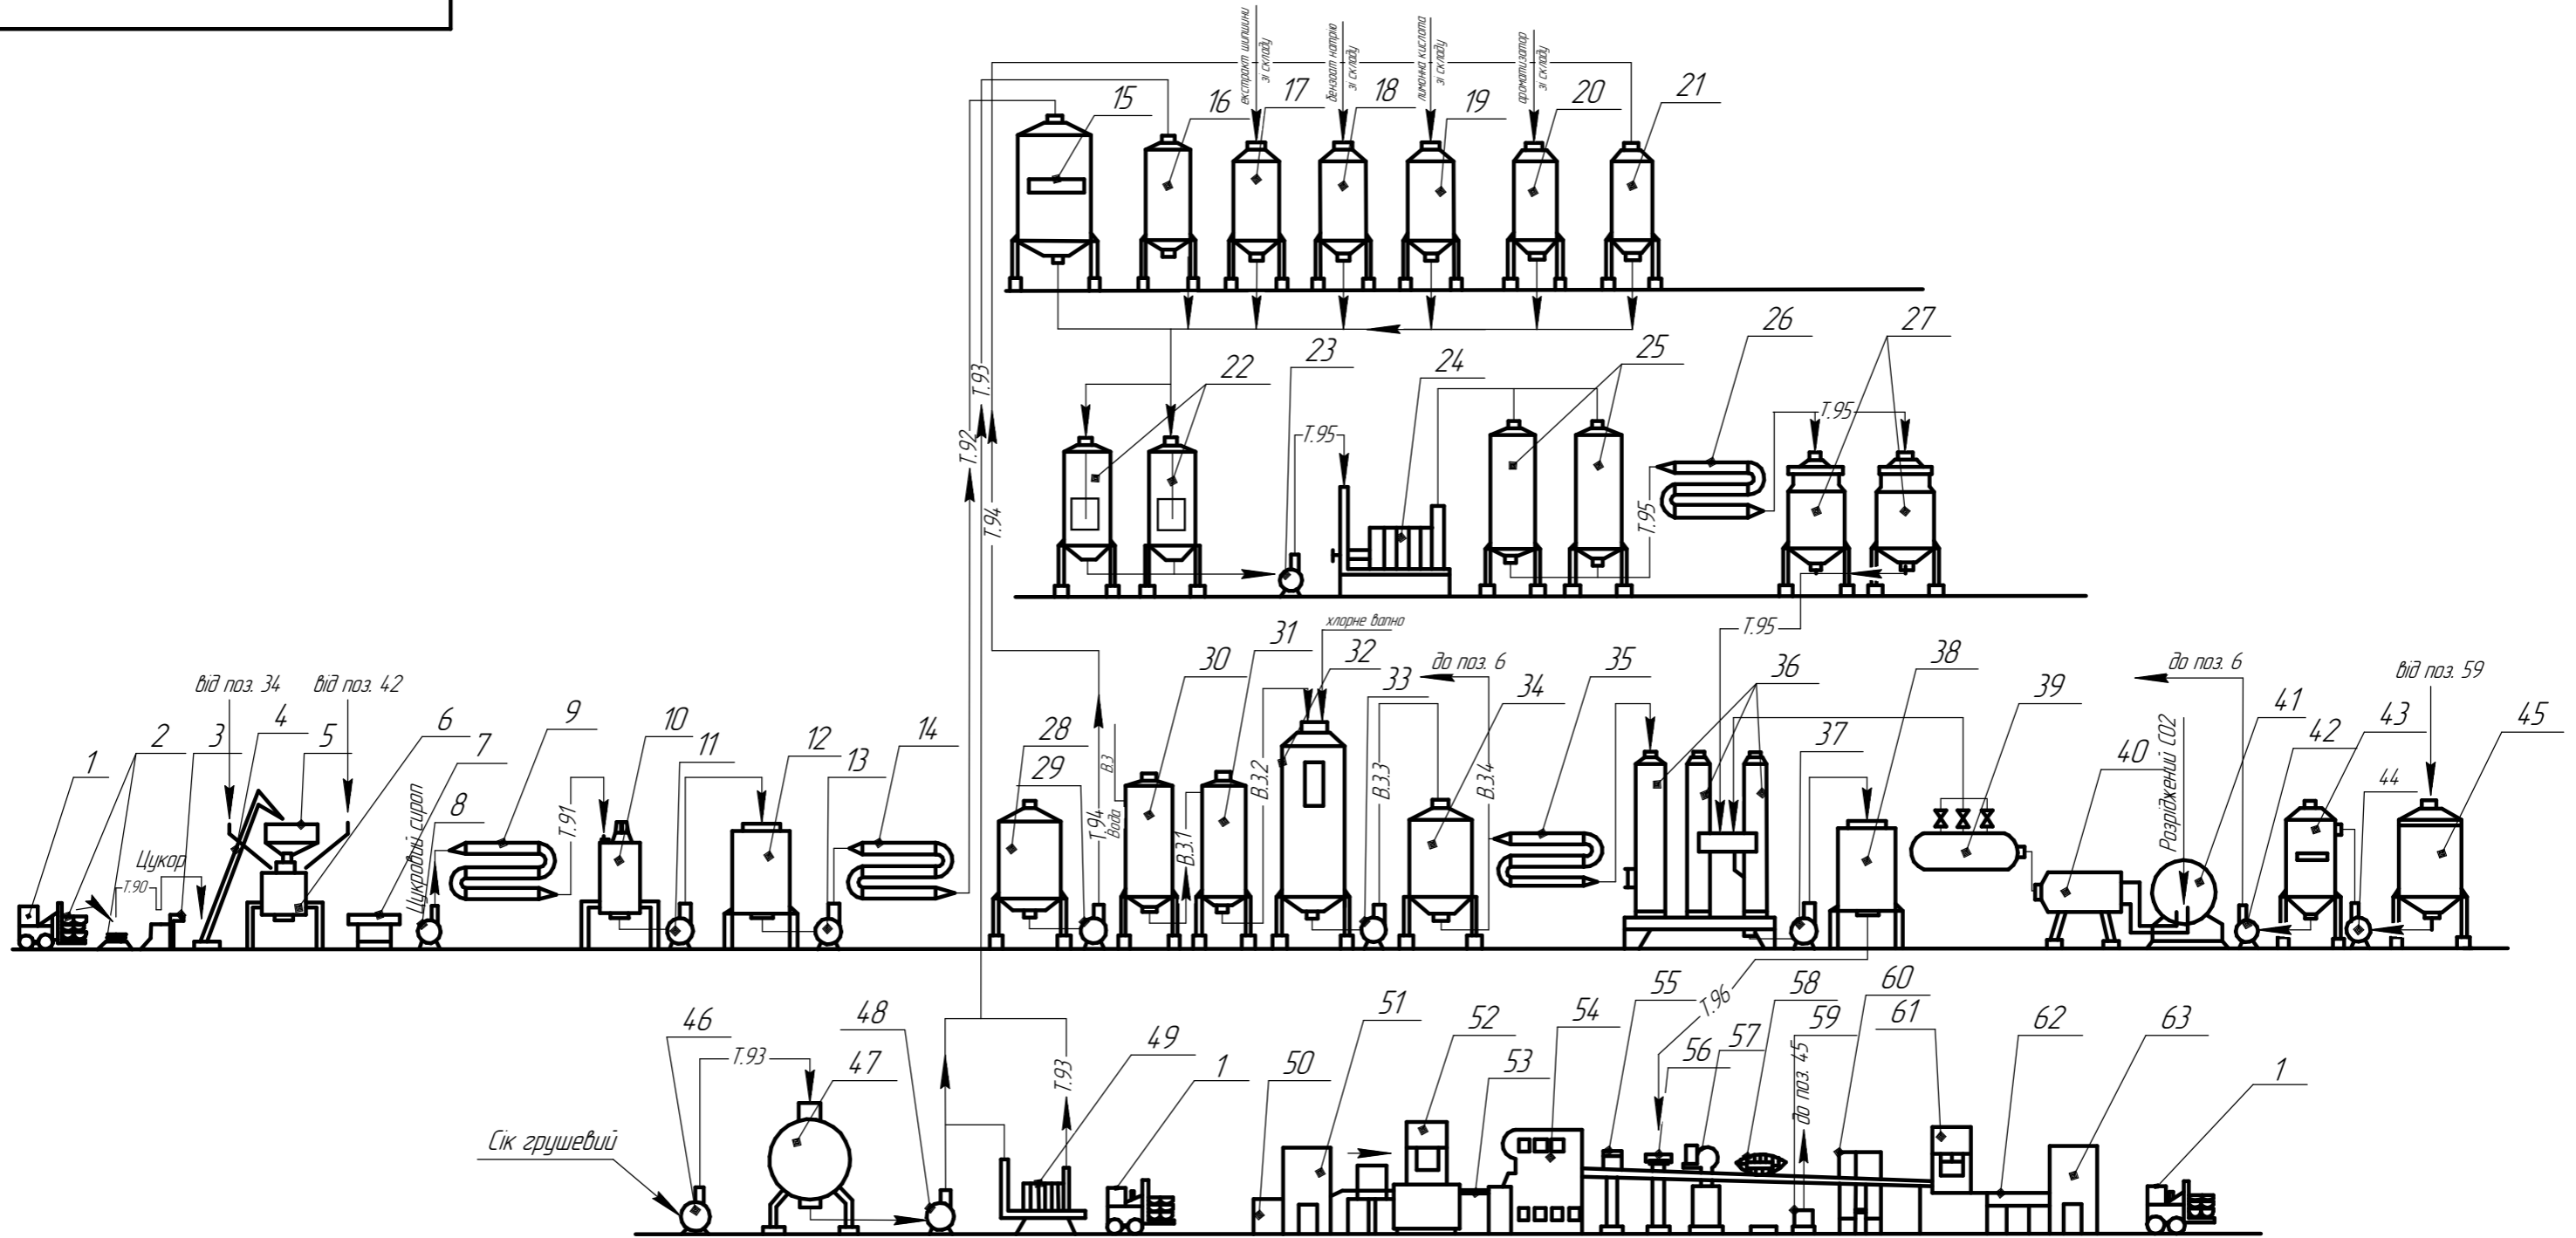 екстракт шипшини
зі складу
бензоат натрію
зі складу
лимонна кислота
зі складу
ароматизатор
зі складу
15
16
17
18
19
20
21
Т.92
Т.93
Т.94
22
23
24
25
26
27
Т.95
Т.95
Т.95
Т.95
хлорне вапно
від поз. 34
від поз. 42
1
2
3
4
5
6
7
8
9
10
11
12
13
14
Цукор
Т.90
Цукровий сироп
Т.91
28
29
30
31
32
33
34
35
36
37
38
39
40
41
42
43
44
45
Т.94
Вода
В.3
В.3.1
В.3.2
В.3.3
В.3.4
до поз. 6
до поз. 6
Розріджений СО2
від поз. 59
Т.96
46
47
48
49
1
50
51
52
53
54
55
56
57
58
59
60
61
62
63
1
Сік грушевий
Т.93
Т.93
до поз. 45